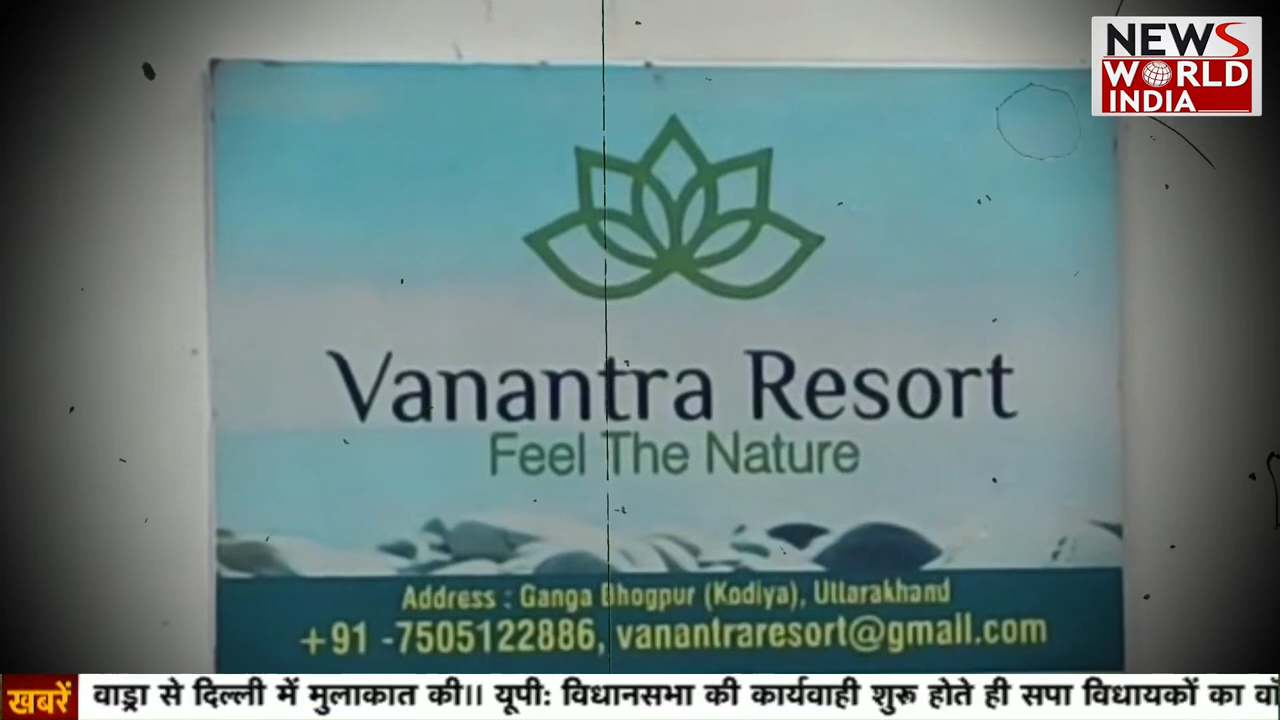 NEWS
WORLD
INDIA
Vanantra Resort
Feel The Nature
Address : Ganga Bhogpur (Kodiya), Uttarakhand
+91 -7505122886, vanantraresort@gmail.com
खबरें
वाड्रा से दिल्ली में मुलाकात की।। यूपी: विधानसभा की कार्यवाही शुरू होते ही सपा विधायकों का